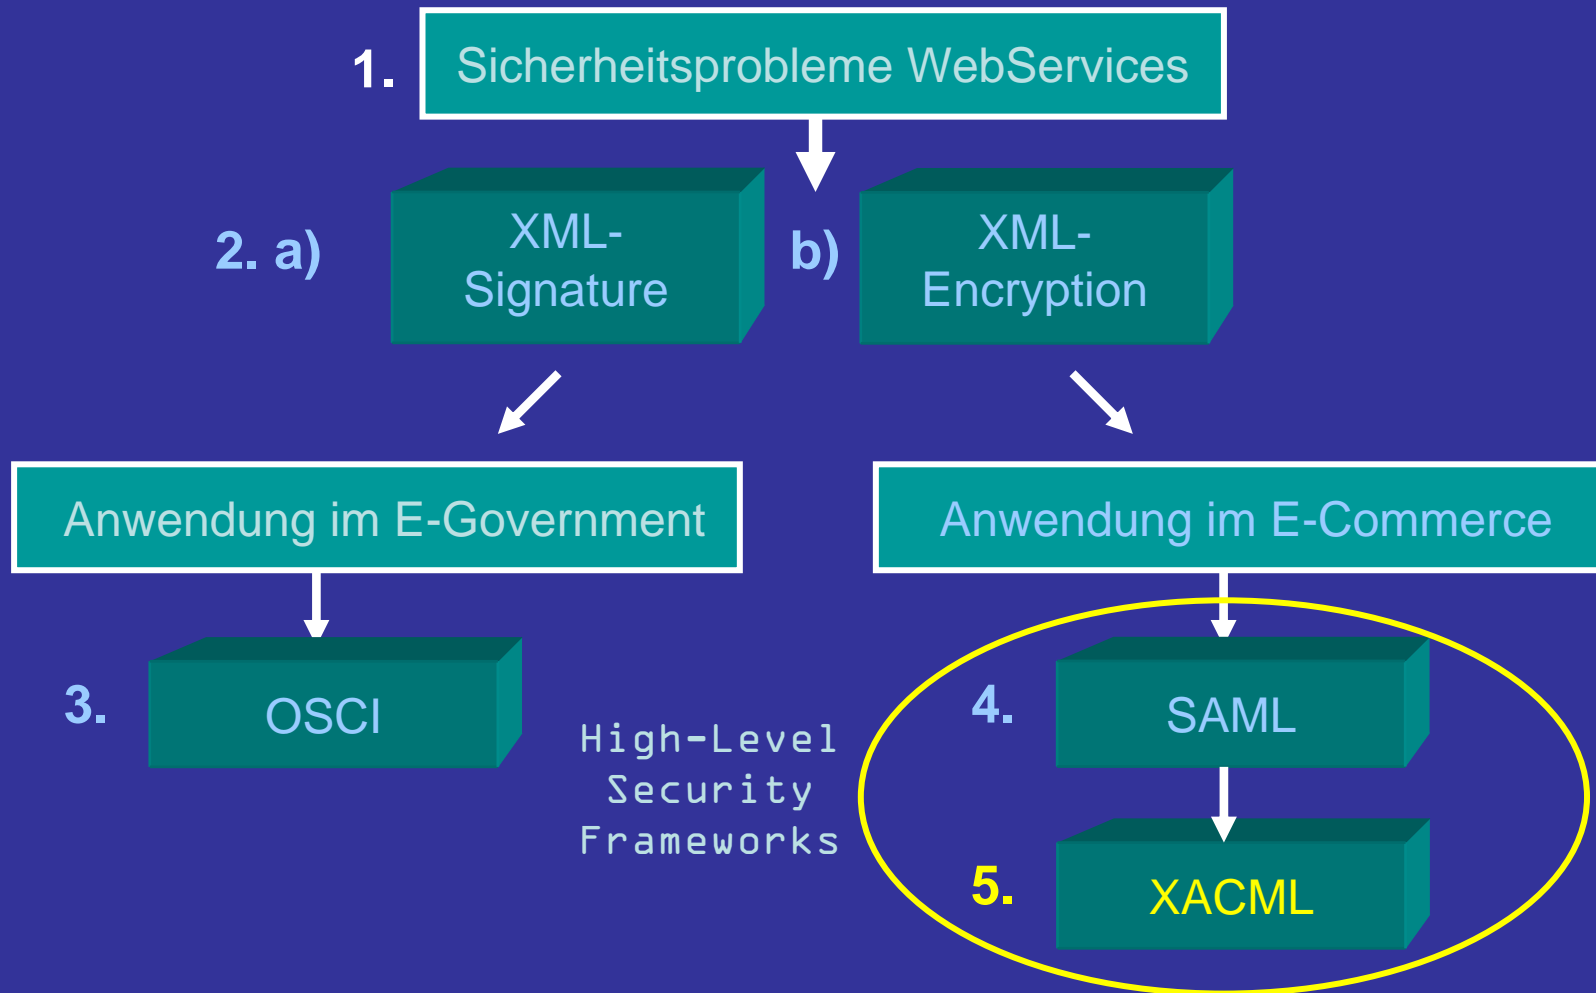 1. Sicherheitsprobleme WebServices
2. a) XML-
Signature
b) XML-
Encryption
Anwendung im E-Government
Anwendung im E-Commerce
3. OSCI
High-Level
Security
Frameworks
4. SAML
5. XACML